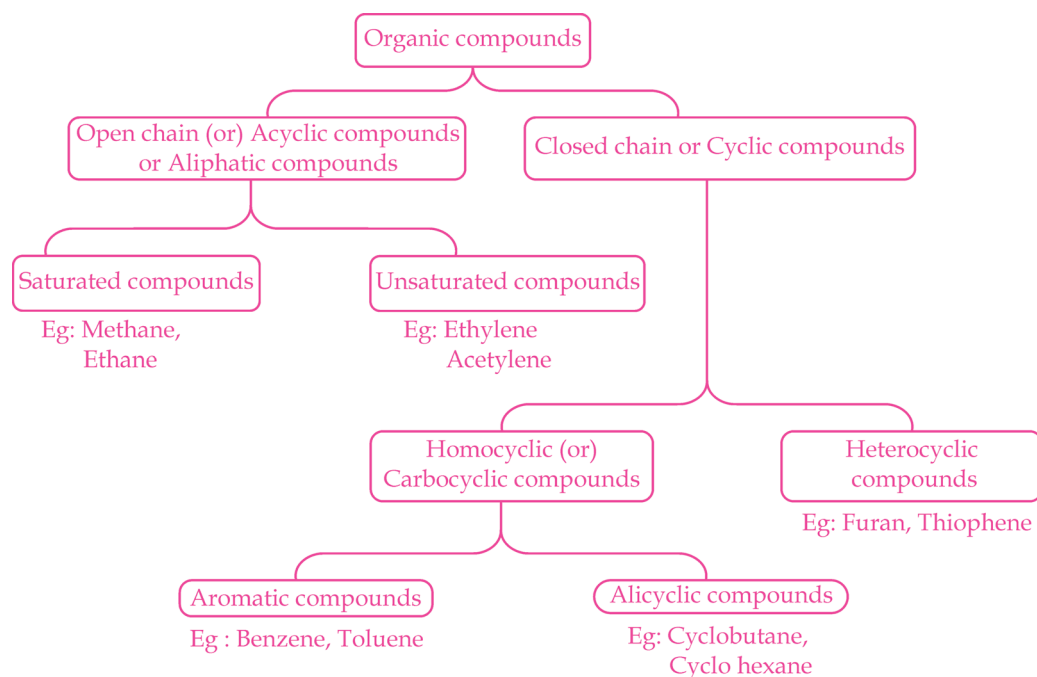 Organic compounds
Open chain (or) Acyclic compounds
or Aliphatic compounds
Closed chain or Cyclic compounds
Saturated compounds
Unsaturated compounds
Eg: Methane,
Ethane
Eg: Ethylene
Acetylene
Homocyclic (or)
Carbocyclic compounds
Heterocyclic
compounds
Eg: Furan, Thiophene
Aromatic compounds
Alicyclic compounds
Eg : Benzene, Toluene
Eg: Cyclobutane,
Cyclo hexane